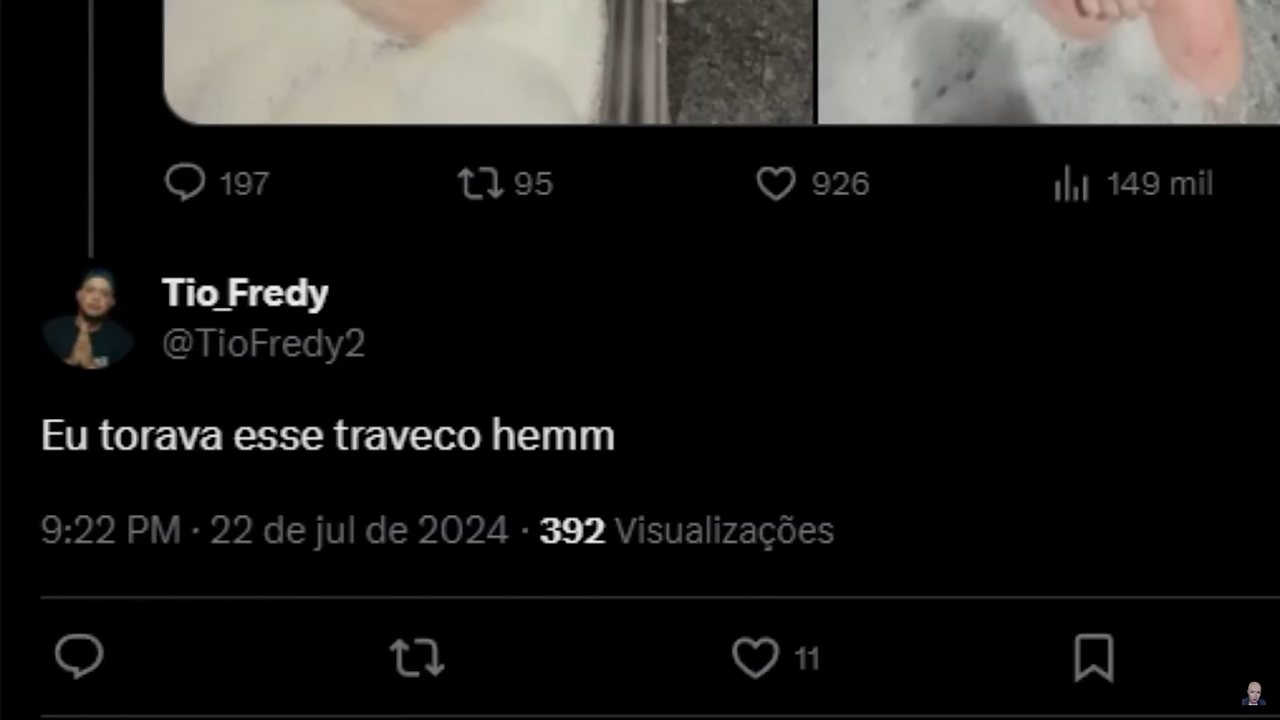 197 95 926 149 mil
Tio_Fredy
@TioFredy2
Eu torava esse traveco hemm
9:22 PM · 22 de jul de 2024 · 392 Visualizações
11